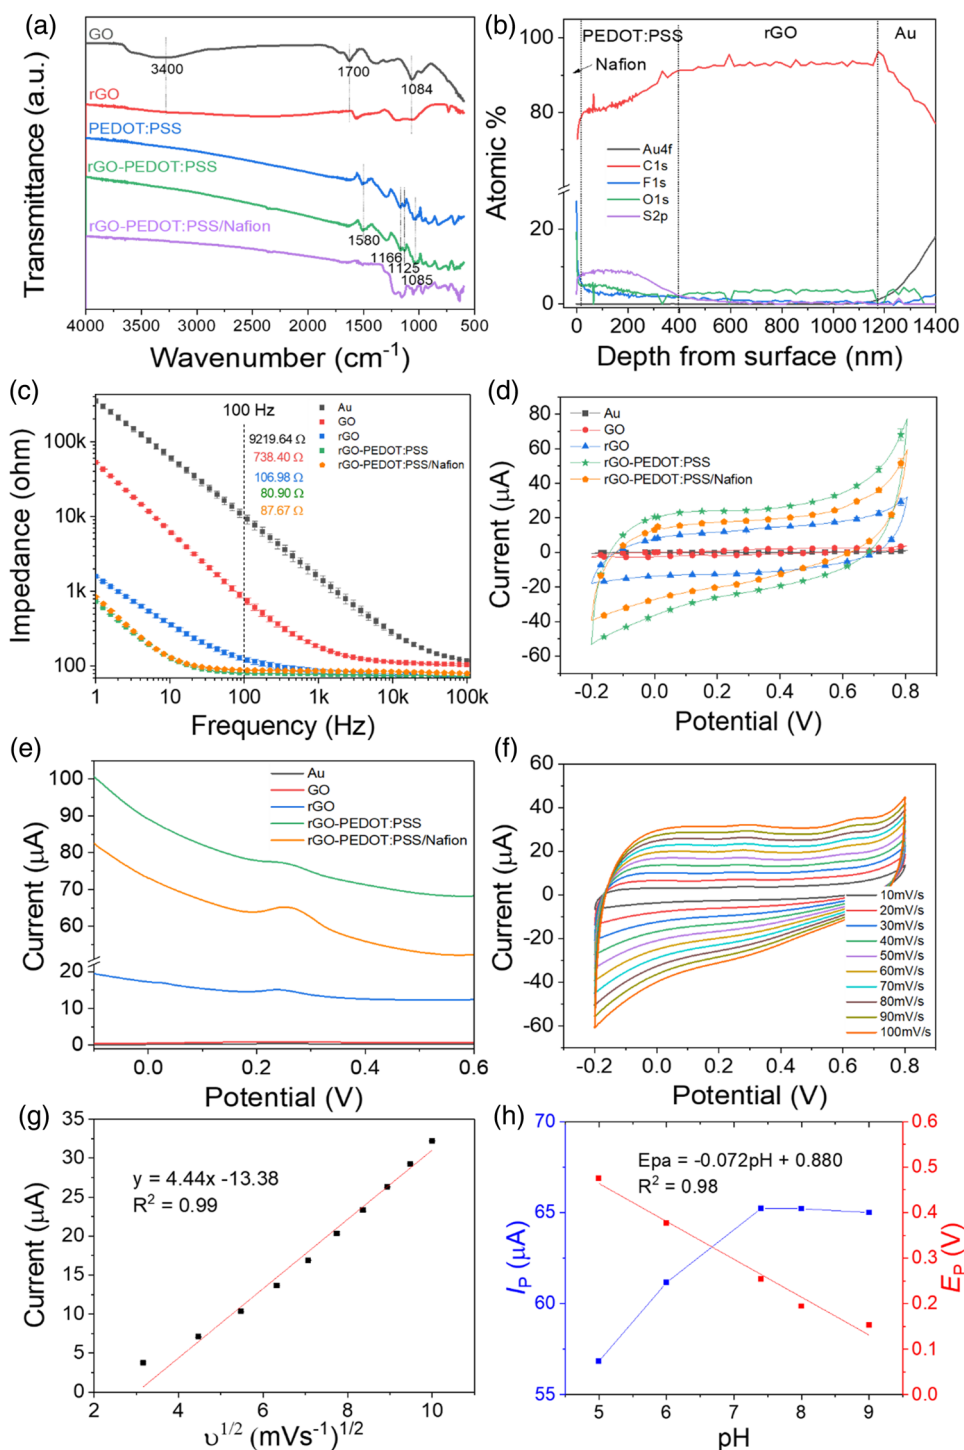 (a)
GO
3400
1700
1084
rGO
PEDOT:PSS
rGO-PEDOT:PSS
rGO-PEDOT:PSS/Nafion
1580
1166
1125
1085
Transmittance (a.u.)
4000 3500 3000 2500 2000 1500 1000 500
Wavenumber (cm-1)
(b)
100
80
60
20
0
Atomic %
PEDOT:PSS rGO Au
Nafion
Au4f
C1s
F1s
O1s
S2p
0 200 400 600 800 1000 1200 1400
Depth from surface (nm)
(c)
100k
10k
1k
100
Impedance (ohm)
100 Hz
9219.64 Ω
738.40 Ω
106.98 Ω
80.90 Ω
87.67 Ω
Au
GO
rGO
rGO-PEDOT:PSS
rGO-PEDOT:PSS/Nafion
1 10 100 1k 10k 100k
Frequency (Hz)
(d)
80
60
40
20
0
-20
-40
-60
Current (µA)
Au
GO
rGO
rGO-PEDOT:PSS
rGO-PEDOT:PSS/Nafion
-0.2 0.0 0.2 0.4 0.6 0.8
Potential (V)
(e)
100
90
80
70
60
20
10
0
Current (µA)
Au
GO
rGO
rGO-PEDOT:PSS
rGO-PEDOT:PSS/Nafion
0.0 0.2 0.4 0.6
Potential (V)
(f)
60
40
20
0
-20
-40
-60
Current (µA)
10mV/s
20mV/s
30mV/s
40mV/s
50mV/s
60mV/s
70mV/s
80mV/s
90mV/s
100mV/s
-0.2 0.0 0.2 0.4 0.6 0.8
Potential (V)
(g)
35
30
25
20
15
10
5
0
Current (µA)
y = 4.44x -13.38
R2 = 0.99
2 4 6 8 10
υ1/2 (mVs-1)1/2
(h)
70
65
60
55
IP (µA)
Epa = -0.072pH + 0.880
R2 = 0.98
0.6
0.5
0.4
0.3
0.2
0.1
0.0
EP (V)
5 6 7 8 9
pH